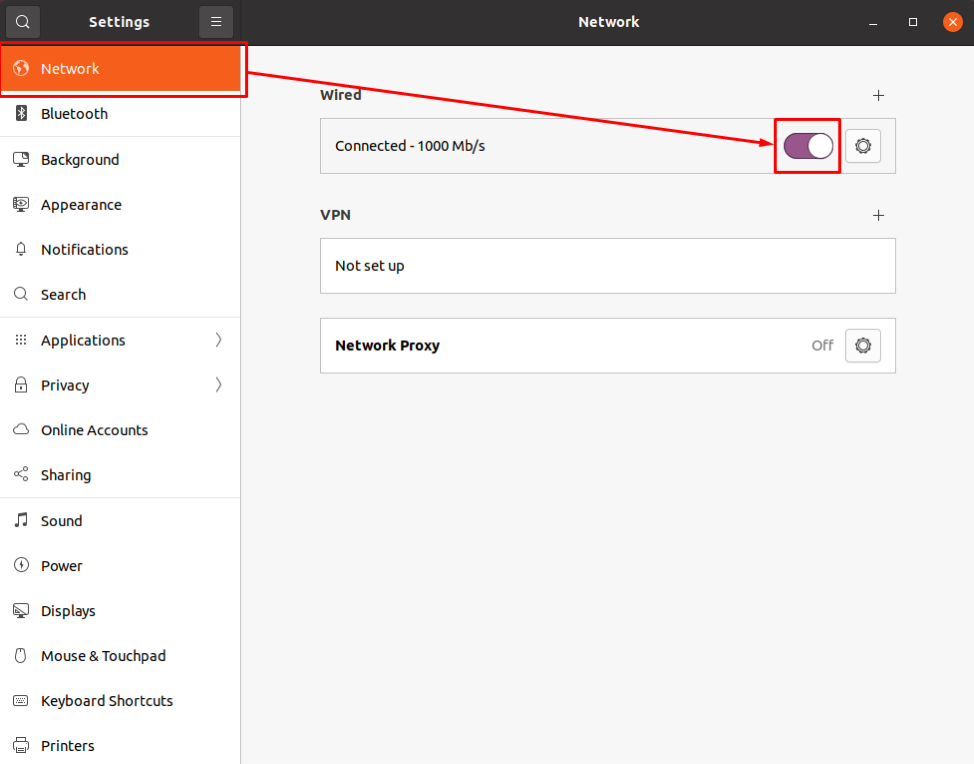 Settings
Network
Network
Bluetooth
Background
Appearance
Notifications
Search
Applications
Privacy
Online Accounts
Sharing
Sound
Power
Displays
Mouse & Touchpad
Keyboard Shortcuts
Printers
Wired
Connected - 1000 Mb/s
VPN
Not set up
Network Proxy Off